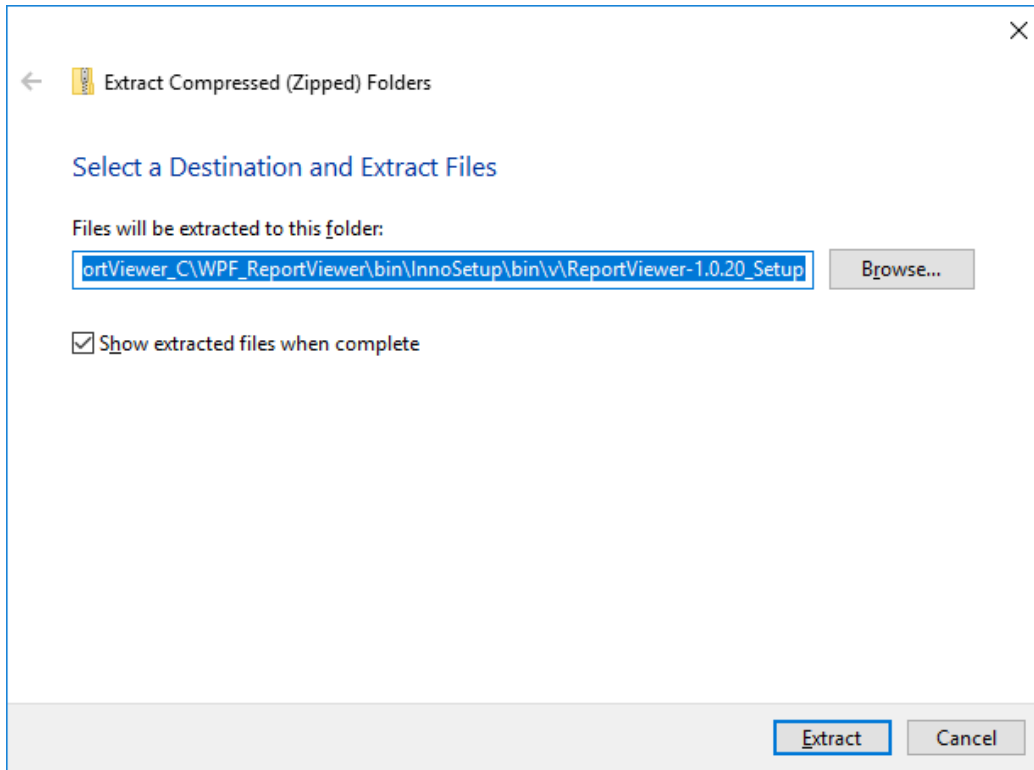 Extract Compressed (Zipped) Folders
Select a Destination and Extract Files
Files will be extracted to this folder:
ortViewer_C\WPF_ReportViewer\bin\InnoSetup\bin\v\ReportViewer-1.0.20_Setup
Browse...
Show extracted files when complete
Extract
Cancel